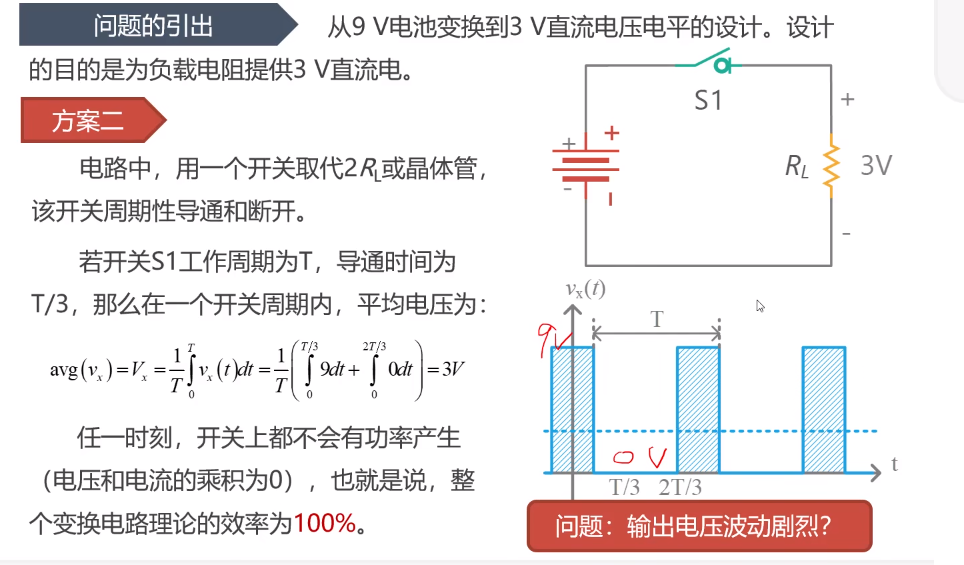 问题的引出
从9 V电池变换到3 V直流电压电平的设计。设计
的目的是为负载电阻提供3 V直流电。
方案二
电路中，用一个开关取代2R_L或晶体管，
该开关周期性导通和断开。
若开关S1工作周期为T，导通时间为
T/3，那么在一个开关周期内，平均电压为：
avg(v_x) = V_x = \frac{1}{T}\int_0^T v_x(t)dt = \frac{1}{T}\left(\int_0^{T/3} 9dt + \int_0^{2T/3} 0dt\right) = 3V
任一时刻，开关上都不会有功率产生
（电压和电流的乘积为0），也就是说，整
个变换电路理论的效率为100%。
S1
+
+ +
R_L 3V
-
-
v_x(t)
T
9V
0 V
t
T/3 2T/3
问题：输出电压波动剧烈？